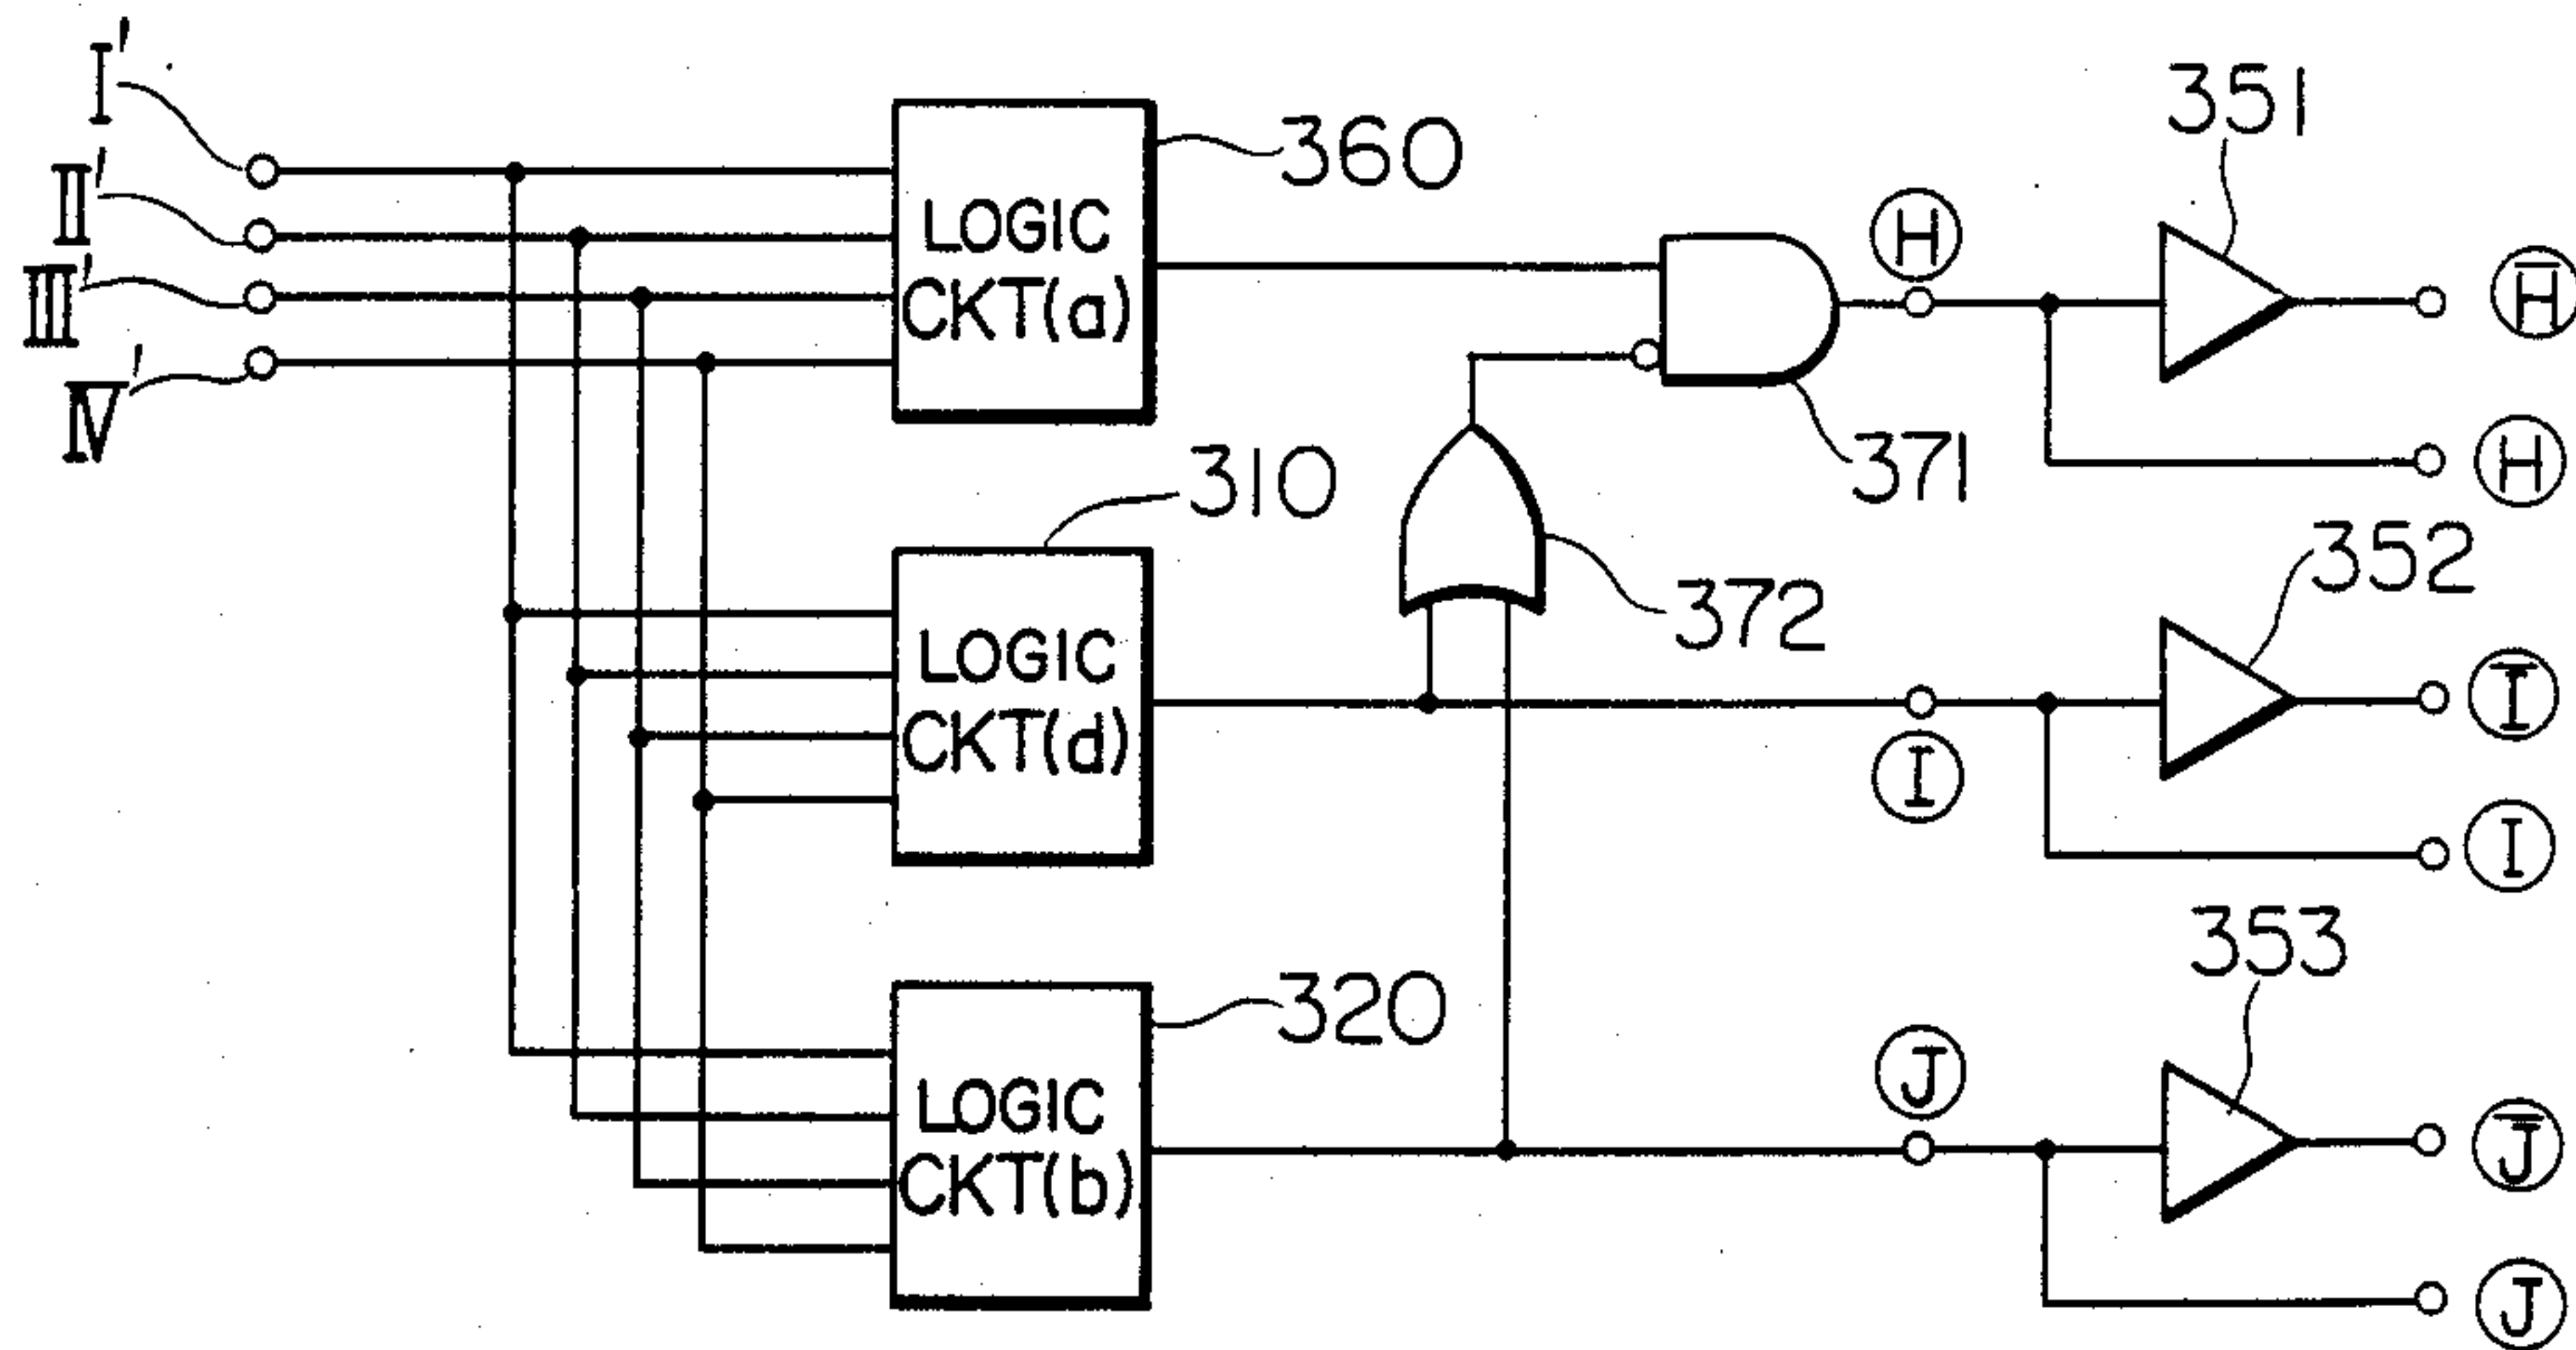 I'
II'
III'
IV'
LOGIC
CKT(a)
360
LOGIC
CKT(d)
310
LOGIC
CKT(b)
320
371
372
H
I
J
351
H̅
H
352
I̅
I
353
J̅
J